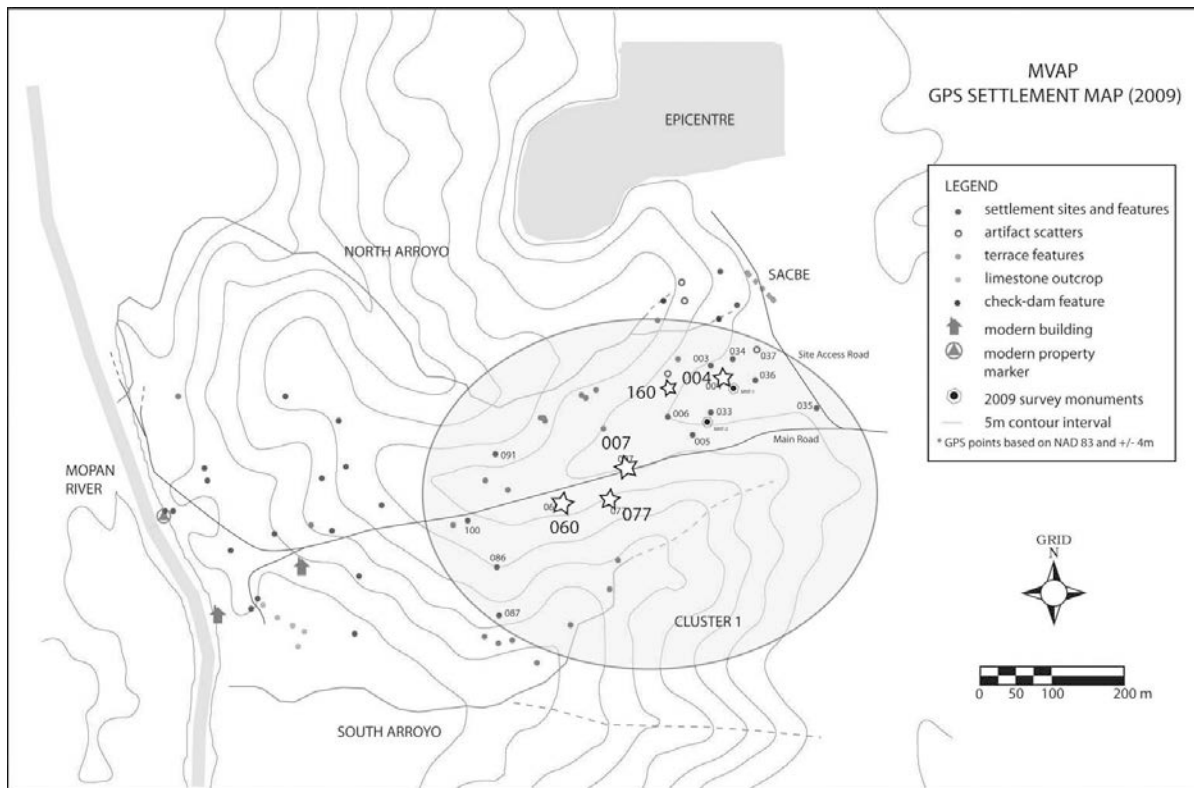 MVAP
GPS SETTLEMENT MAP (2009)
EPICENTRE
LEGEND
settlement sites and features
artifact scatters
terrace features
limestone outcrop
check-dam feature
modern building
modern property
marker
2009 survey monuments
5m contour interval
* GPS points based on NAD 83 and +/- 4m
NORTH ARROYO
SACBE
034
037
003
Site Access Road
004
036
160
035
006
033
005
Main Road
007
091
MOPAN
RIVER
060
077
100
086
087
CLUSTER 1
SOUTH ARROYO
GRID
N
0 50 100 200 m